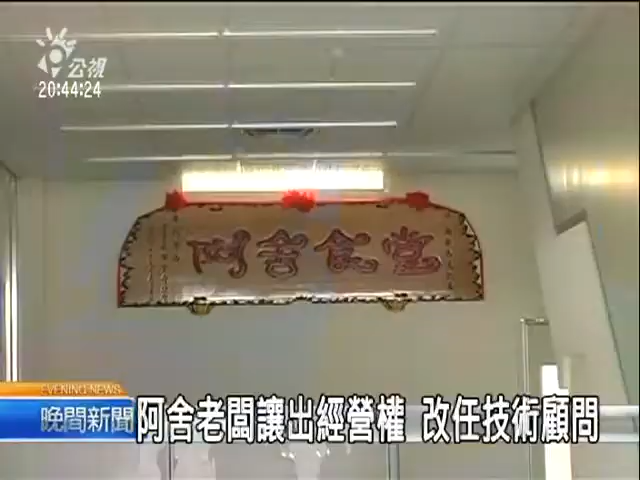 公視
20:44:24
阿舍食堂
EVENING NEWS
晚間新聞
阿舍老闆讓出經營權 改任技術顧問